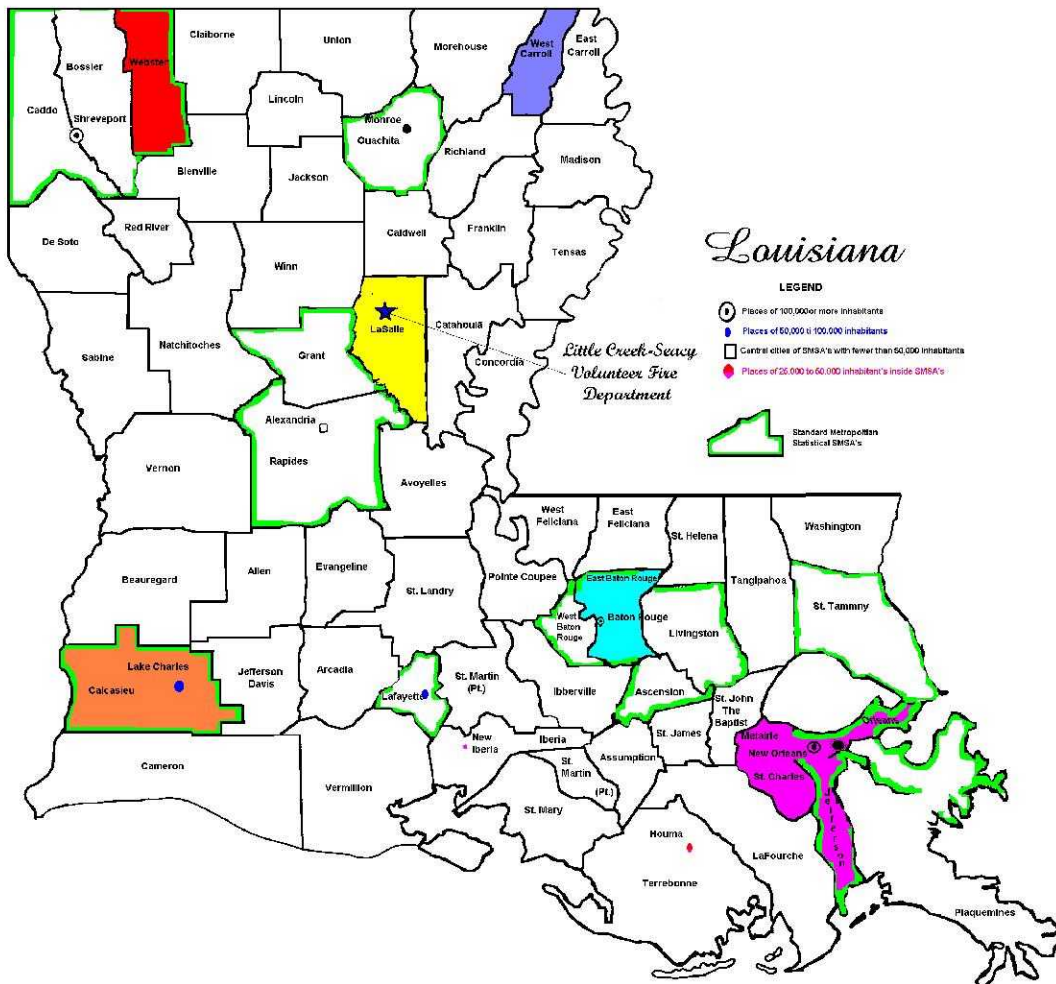 Claiborne
Union
Morehouse
West
Carroll
East
Carroll
Bossier
Webster
Caddo
Shreveport
Lincoln
Monroe
Ouachita
Richland
Madison
Bienville
Jackson
De Soto
Red River
Caldwell
Franklin
Tensas
Winn
Louisiana
LEGEND
Places of 100,000or more inhabitants
Places of 50,000 ti 100,000 inhabitants
Central cities of SMSA's with fewer than 50,000 inhabitants
Places of 25,000 to 50,000 inhabitant's inside SMSA's
Standard Metropoitian
Statistical SMSA's
LaSalle
Catahoula
Concordia
Sabine
Natchitoches
Grant
Little Creek-Seacy
Volunteer Fire
Department
Alexandria
Rapides
Vernon
Avoyelles
West
Feliciana
East
Feliciana
St. Helena
Washington
Beauregard
Allen
Evangeline
St. Landry
Pointe Coupee
East Baton Rouge
Tangipahoa
West
Baton
Rouge
Baton Rouge
Livingston
St. Tammny
Lake Charles
Calcasieu
Jefferson
Davis
Arcadia
Lafayette
St. Martin
(Pt.)
Ibberville
Ascension
St. John
The
Baptist
Cameron
Vermillion
New
Iberia
Iberia
St.
Martin
(Pt.)
Assumption
St. James
Metairie
New Orleans
Orleans
St. Charles
Jefferson
St. Mary
Houma
Terrebonne
LaFourche
Plaquemines